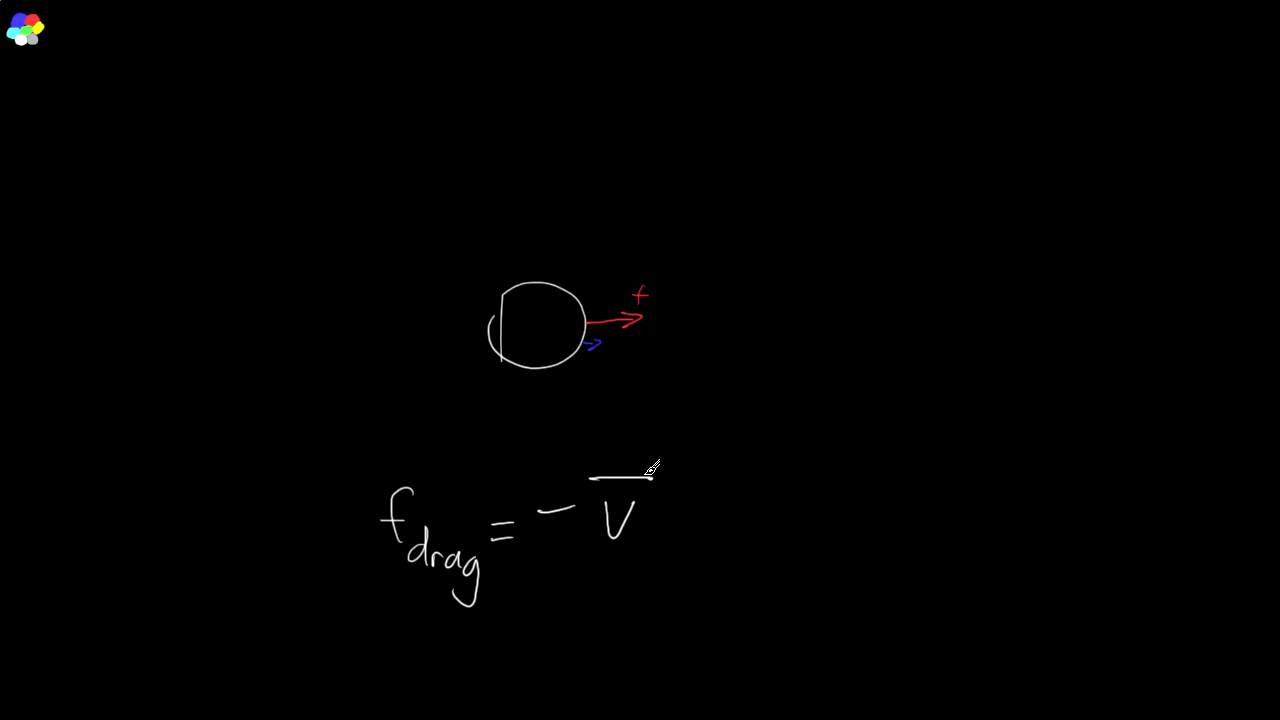 f
f_drag = - v̅